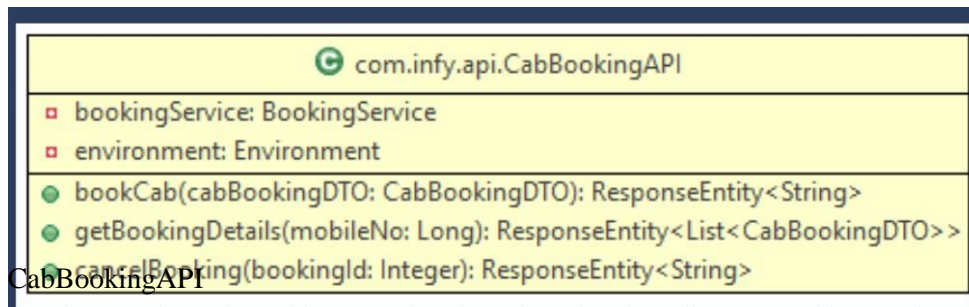 com.infy.api.CabBookingAPI
bookingService: BookingService
environment: Environment
bookCab(cabBookingDTO: CabBookingDTO): ResponseEntity<String>
getBookingDetails(mobileNo: Long): ResponseEntity<List<CabBookingDTO>>
cancelBooking(bookingId: Integer): ResponseEntity<String>
CabBookingAPI